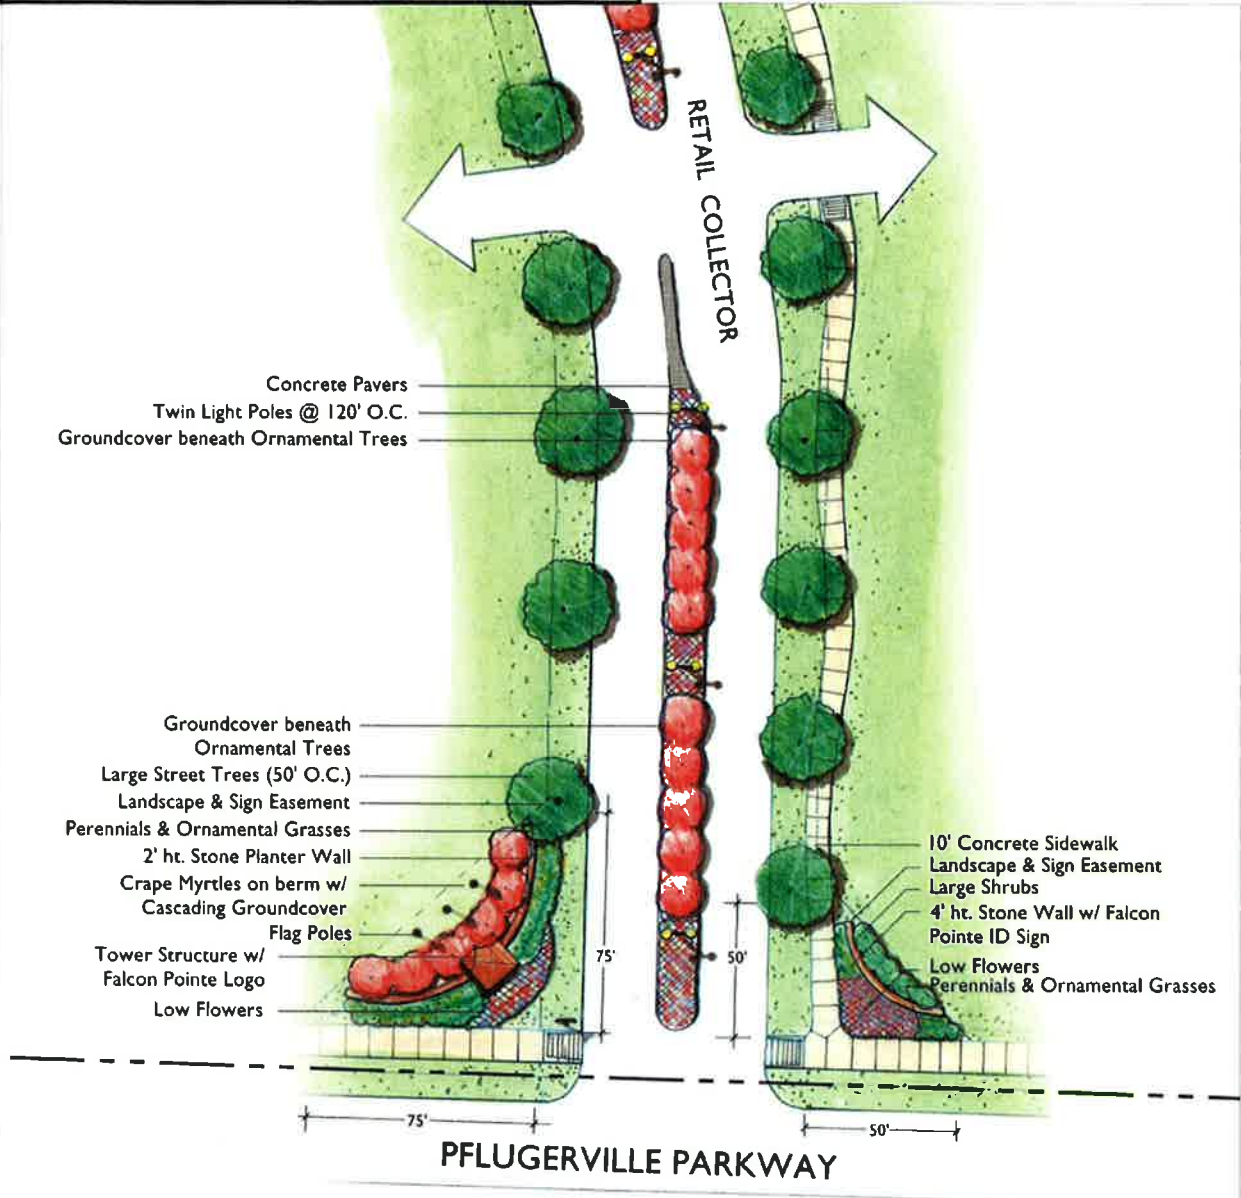 RETAIL COLLECTOR
Concrete Pavers
Twin Light Poles @ 120' O.C.
Groundcover beneath Ornamental Trees
Groundcover beneath
Ornamental Trees
Large Street Trees (50' O.C.)
Landscape & Sign Easement
Perennials & Ornamental Grasses
2' ht. Stone Planter Wall
Crape Myrtles on berm w/
Cascading Groundcover
Flag Poles
Tower Structure w/
Falcon Pointe Logo
Low Flowers
75'
50'
10' Concrete Sidewalk
Landscape & Sign Easement
Large Shrubs
4' ht. Stone Wall w/ Falcon
Pointe ID Sign
Low Flowers
Perennials & Ornamental Grasses
75'
50'
PFLUGERVILLE PARKWAY